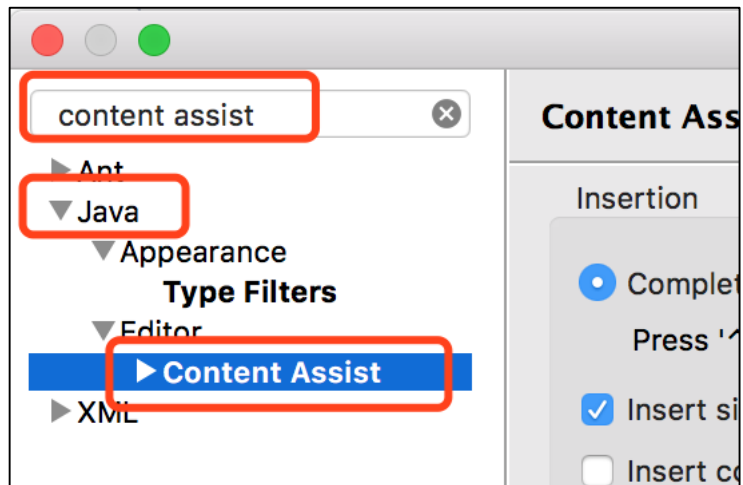 content assist
Content Ass
Ant
Java
Insertion
Appearance
Type Filters
Complet
Editor
Press '^
Content Assist
Insert si
XML
Insert co